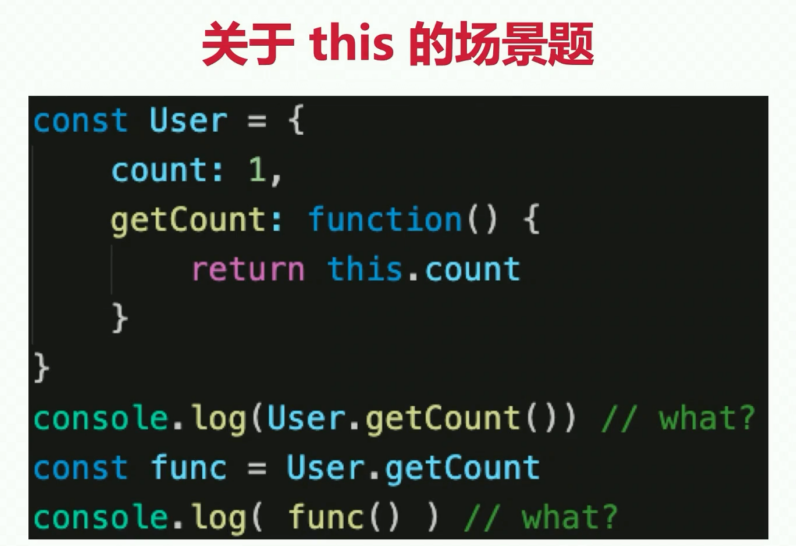 关于 this 的场景题
const User = {
    count: 1,
    getCount: function() {
        return this.count
    }
}
console.log(User.getCount()) // what?
const func = User.getCount
console.log( func() ) // what?